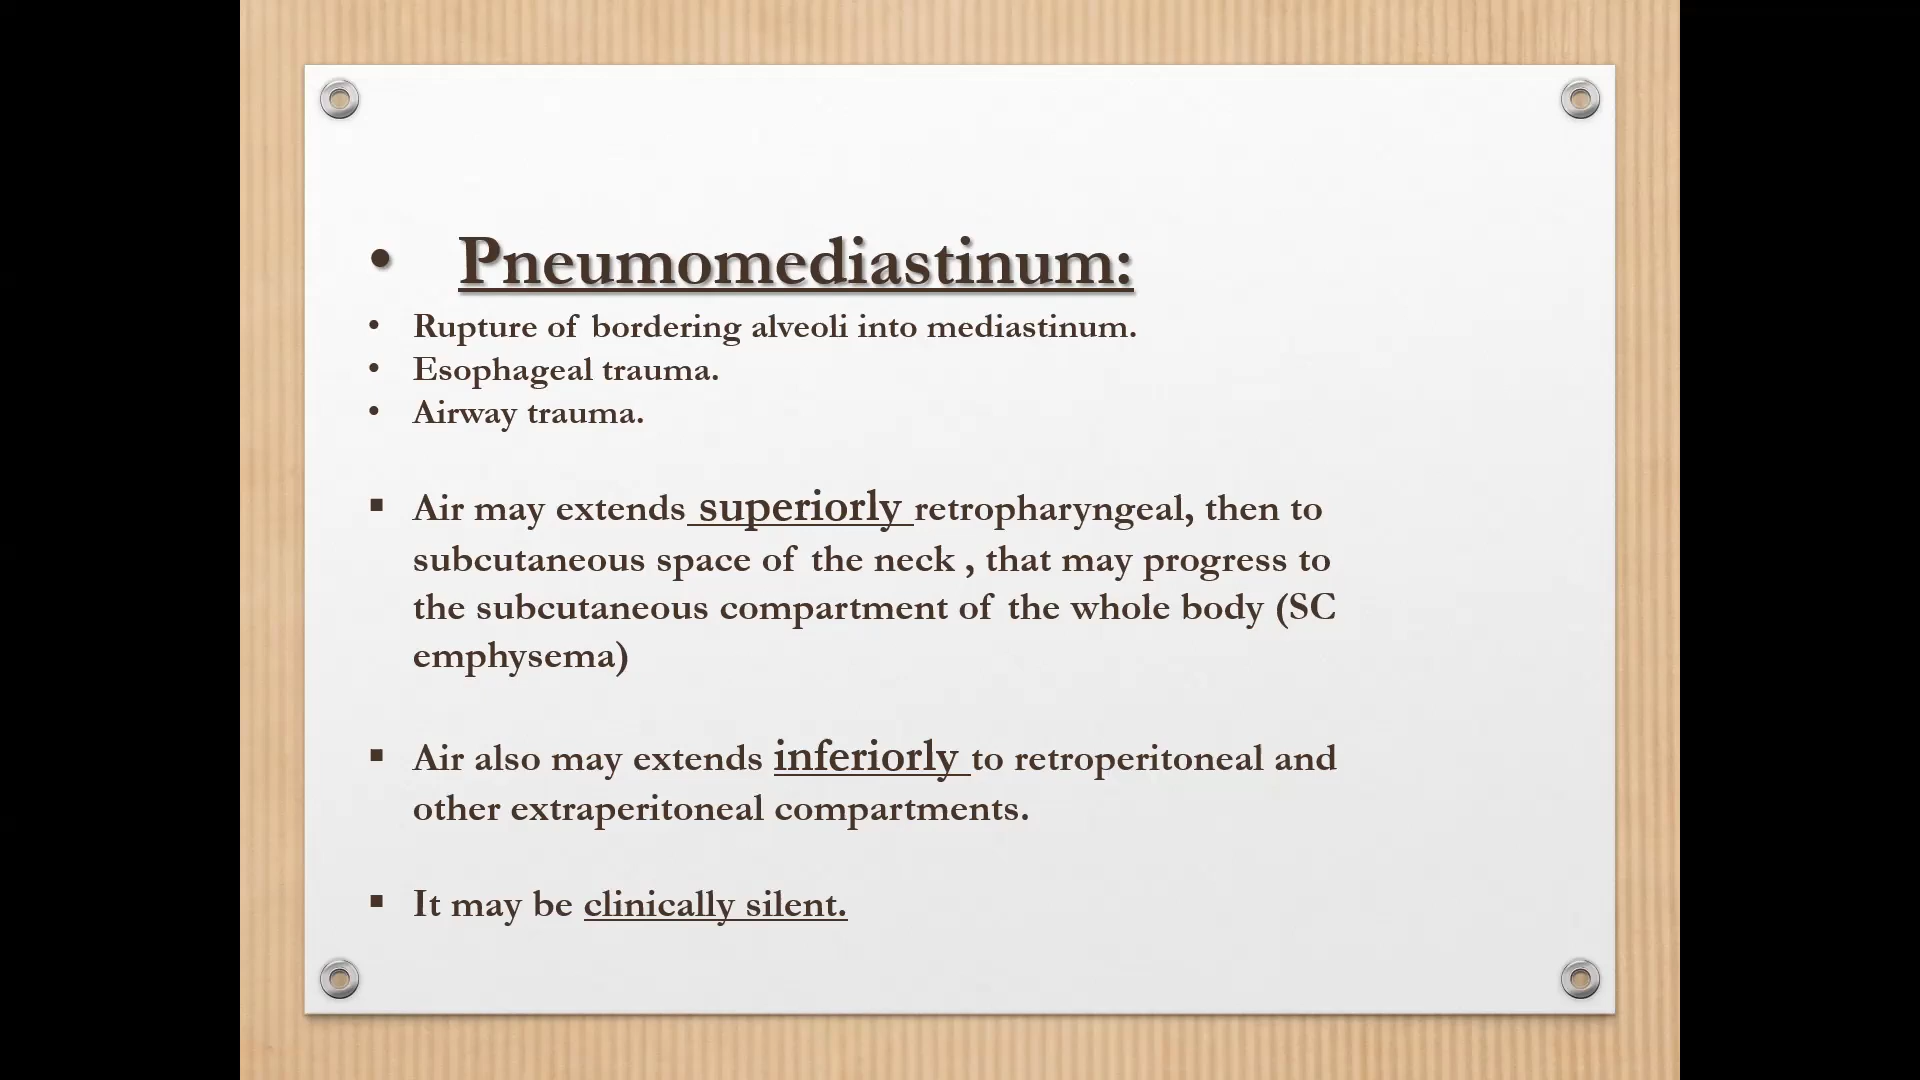 • Pneumomediastinum:
• Rupture of bordering alveoli into mediastinum.
• Esophageal trauma.
• Airway trauma.
▪ Air may extends superiorly retropharyngeal, then to
subcutaneous space of the neck , that may progress to
the subcutaneous compartment of the whole body (SC
emphysema)
▪ Air also may extends inferiorly to retroperitoneal and
other extraperitoneal compartments.
▪ It may be clinically silent.